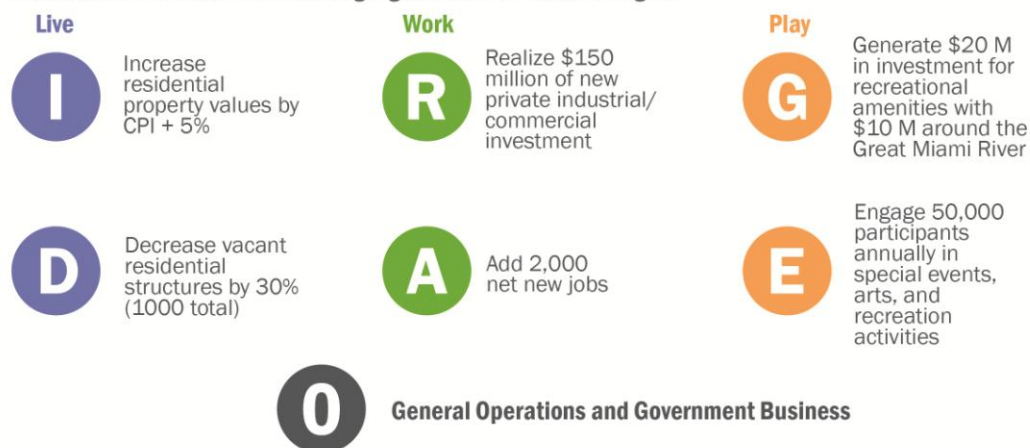 Live
I
Increase
residential
property values by
CPI + 5%
D
Decrease vacant
residential
structures by 30%
(1000 total)
Work
R
Realize $150
million of new
private industrial/
commercial
investment
A
Add 2,000
net new jobs
Play
G
Generate $20 M
in investment for
recreational
amenities with
$10 M around the
Great Miami River
E
Engage 50,000
participants
annually in
special events,
arts, and
recreation
activities
O
General Operations and Government Business